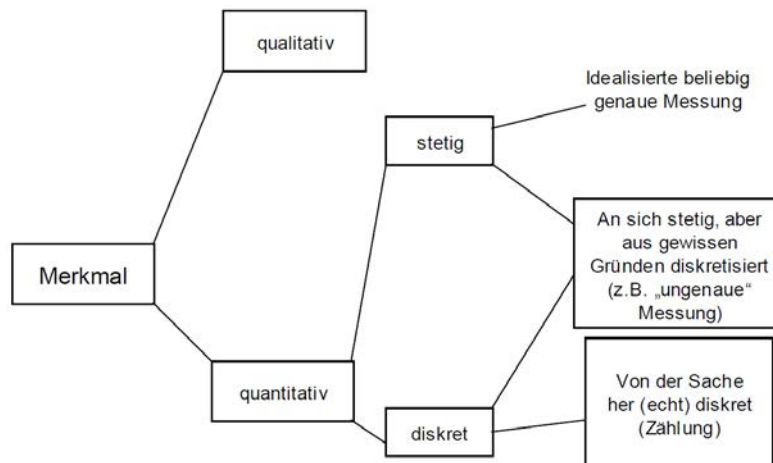 qualitativ
Idealisierte beliebig
genaue Messung
stetig
An sich stetig, aber
aus gewissen
Gründen diskretisiert
(z.B. „ungenaue“
Messung)
Merkmal
quantitativ
Von der Sache
her (echt) diskret
(Zählung)
diskret